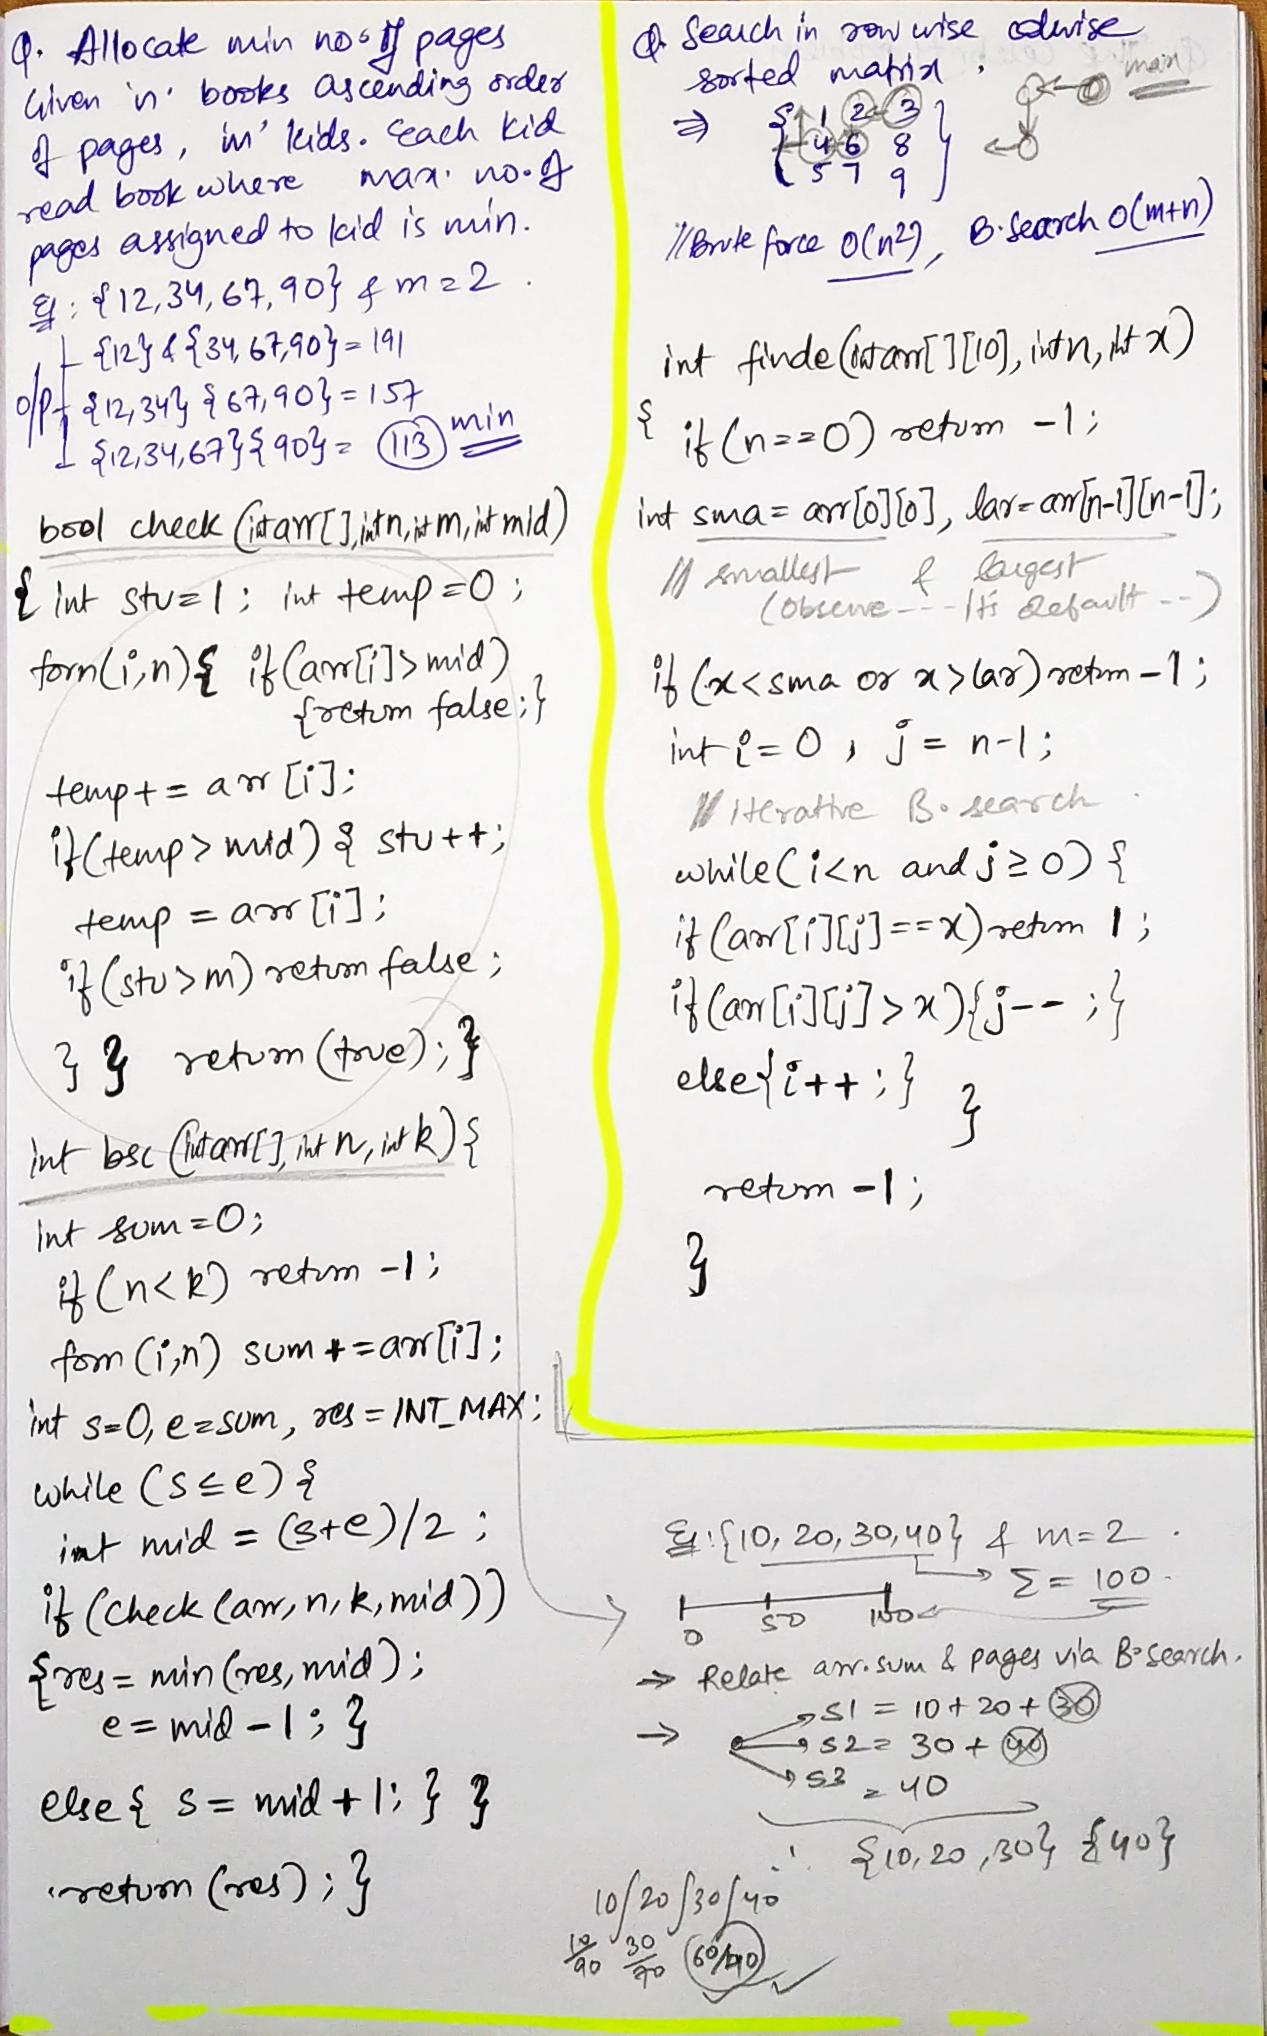 Q. Allocate min no. of pages
Given 'n' books ascending order
of pages, 'm' kids. Each kid
read book where max. no. of
pages assigned to kid is min.
Eg: {12,34,67,90} & m=2.
{12} & {34,67,90} = 191
o/p {12,34} {67,90} = 157
{12,34,67} {90} = 113 min
bool check (int arr[], int n, int m, int mid)
{ int stu=1; int temp=0;
forn(i,n){ if(arr[i]>mid)
{return false;}
temp+=arr[i];
if(temp>mid) { stu++;
temp = arr[i];
if(stu>m) return false;
} } return (true); }
int bsc (int arr[], int n, int k) {
int sum=0;
if (n<k) return -1;
forn (i,n) sum+=arr[i];
int s=0, e=sum, res = INT_MAX;
while (s≤e) {
int mid = (s+e)/2;
if (check (arr, n, k, mid))
{res = min(res, mid);
e = mid-1; }
else { s = mid+1; } }
return (res); }
Q. Search in row wise colwise
sorted matrix.
main
⇒ { 1 2 3
4 6 8
5 7 9 }
//Brute force O(n²), B.Search O(m+n)
int finde (int arr[][10], int n, int x)
{ if (n==0) return -1;
int sma = arr[0][0], lar = arr[n-1][n-1];
// smallest & largest
(Observe --- It's default --)
if (x<sma or x>lar) return -1;
int i=0, j=n-1;
// iterative B.search
while (i<n and j≥0) {
if (arr[i][j]==x) return 1;
if (arr[i][j]>x){j--;}
else{i++;}
}
return -1;
}
Eg: {10, 20, 30, 40} & m=2.
Σ = 100
0 50 100
⇒ Relate arr. sum & pages via B.search.
⇒ S1 = 10+20+30
S2 = 30+40
S3 = 40
∴ {10,20,30} {40}
10/20/30/40
10/90 30/70 60/40